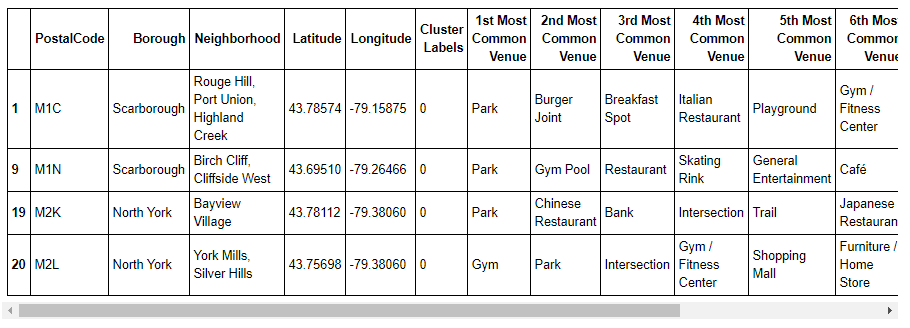 PostalCode Borough Neighborhood Latitude Longitude Cluster Labels 1st Most Common Venue 2nd Most Common Venue 3rd Most Common Venue 4th Most Common Venue 5th Most Common Venue 6th Most Common Venue
1 M1C Scarborough Rouge Hill, Port Union, Highland Creek 43.78574 -79.15875 0 Park Burger Joint Breakfast Spot Italian Restaurant Playground Gym / Fitness Center
9 M1N Scarborough Birch Cliff, Cliffside West 43.69510 -79.26466 0 Park Gym Pool Restaurant Skating Rink General Entertainment Café
19 M2K North York Bayview Village 43.78112 -79.38060 0 Park Chinese Restaurant Bank Intersection Trail Japanese Restauran
20 M2L North York York Mills, Silver Hills 43.75698 -79.38060 0 Gym Park Intersection Gym / Fitness Center Shopping Mall Furniture / Home Store